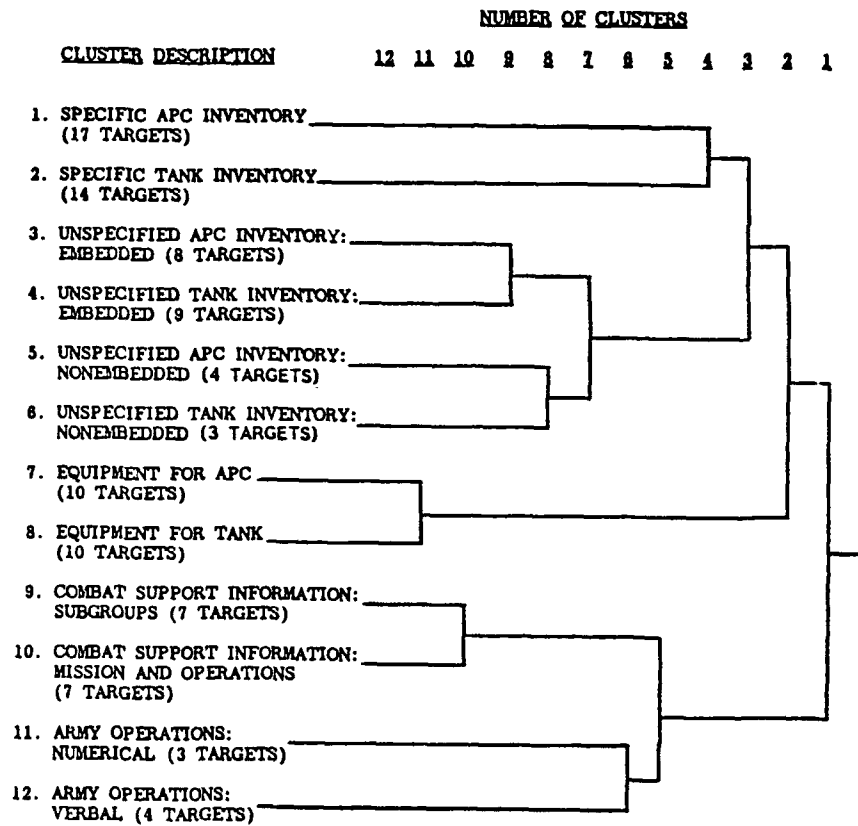 NUMBER OF CLUSTERS
CLUSTER DESCRIPTION 12 11 10 9 8 7 6 5 4 3 2 1
1. SPECIFIC APC INVENTORY
(17 TARGETS)
2. SPECIFIC TANK INVENTORY
(14 TARGETS)
3. UNSPECIFIED APC INVENTORY:
EMBEDDED (8 TARGETS)
4. UNSPECIFIED TANK INVENTORY:
EMBEDDED (9 TARGETS)
5. UNSPECIFIED APC INVENTORY:
NONEMBEDDED (4 TARGETS)
6. UNSPECIFIED TANK INVENTORY:
NONEMBEDDED (3 TARGETS)
7. EQUIPMENT FOR APC
(10 TARGETS)
8. EQUIPMENT FOR TANK
(10 TARGETS)
9. COMBAT SUPPORT INFORMATION:
SUBGROUPS (7 TARGETS)
10. COMBAT SUPPORT INFORMATION:
MISSION AND OPERATIONS
(7 TARGETS)
11. ARMY OPERATIONS:
NUMERICAL (3 TARGETS)
12. ARMY OPERATIONS:
VERBAL (4 TARGETS)